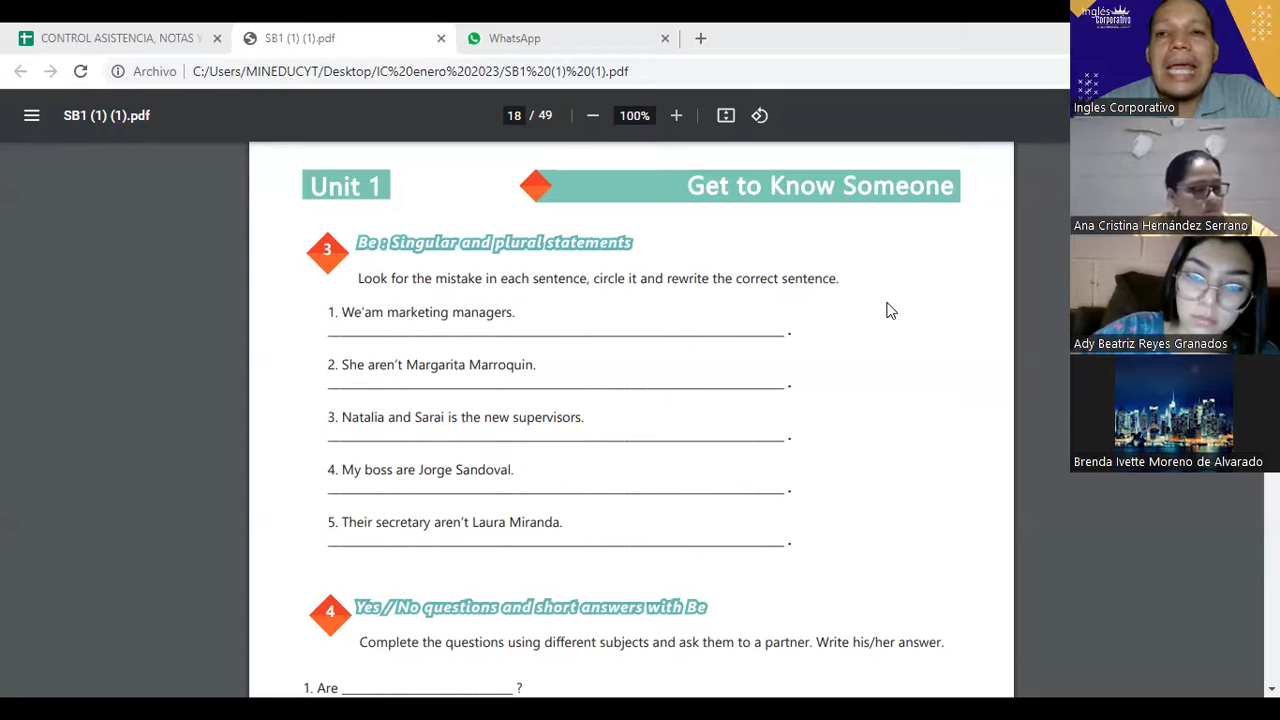 CONTROL ASISTENCIA, NOTAS Y
SB1 (1) (1).pdf
WhatsApp
Archivo
C:/Users/MINEDUCYT/Desktop/IC%20enero%202023/SB1%20(1)%20(1).pdf
SB1 (1) (1).pdf
18 / 49
100%
Unit 1
Get to Know Someone
3
Be : Singular and plural statements
Look for the mistake in each sentence, circle it and rewrite the correct sentence.
1. We'am marketing managers.
2. She aren't Margarita Marroquin.
3. Natalia and Sarai is the new supervisors.
4. My boss are Jorge Sandoval.
5. Their secretary aren't Laura Miranda.
4
Yes / No questions and short answers with Be
Complete the questions using different subjects and ask them to a partner. Write his/her answer.
1. Are ______________________ ?
Inglés
Corporativo
Ingles Corporativo
Ana Cristina Hernández Serrano
Ady Beatriz Reyes Granados
Brenda Ivette Moreno de Alvarado